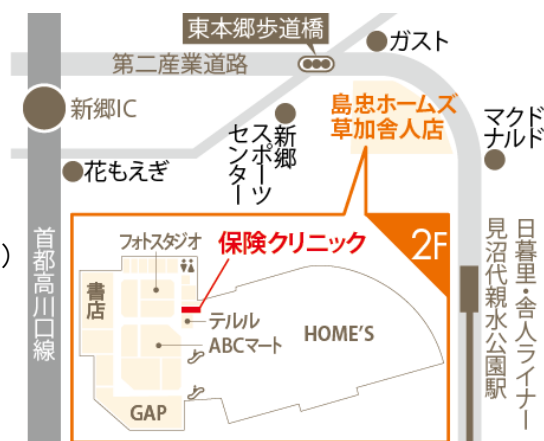 東本郷歩道橋
ガスト
第二産業道路
新郷IC
島忠ホームズ
草加舎人店
マクド
ナルド
新郷
スポーツ
センター
花もえぎ
)
首都高川口線
フォトスタジオ
保険クリニック
2F
書店
テルル
ABCマート
HOME'S
GAP
日暮里・舎人ライナー
見沼代親水公園駅